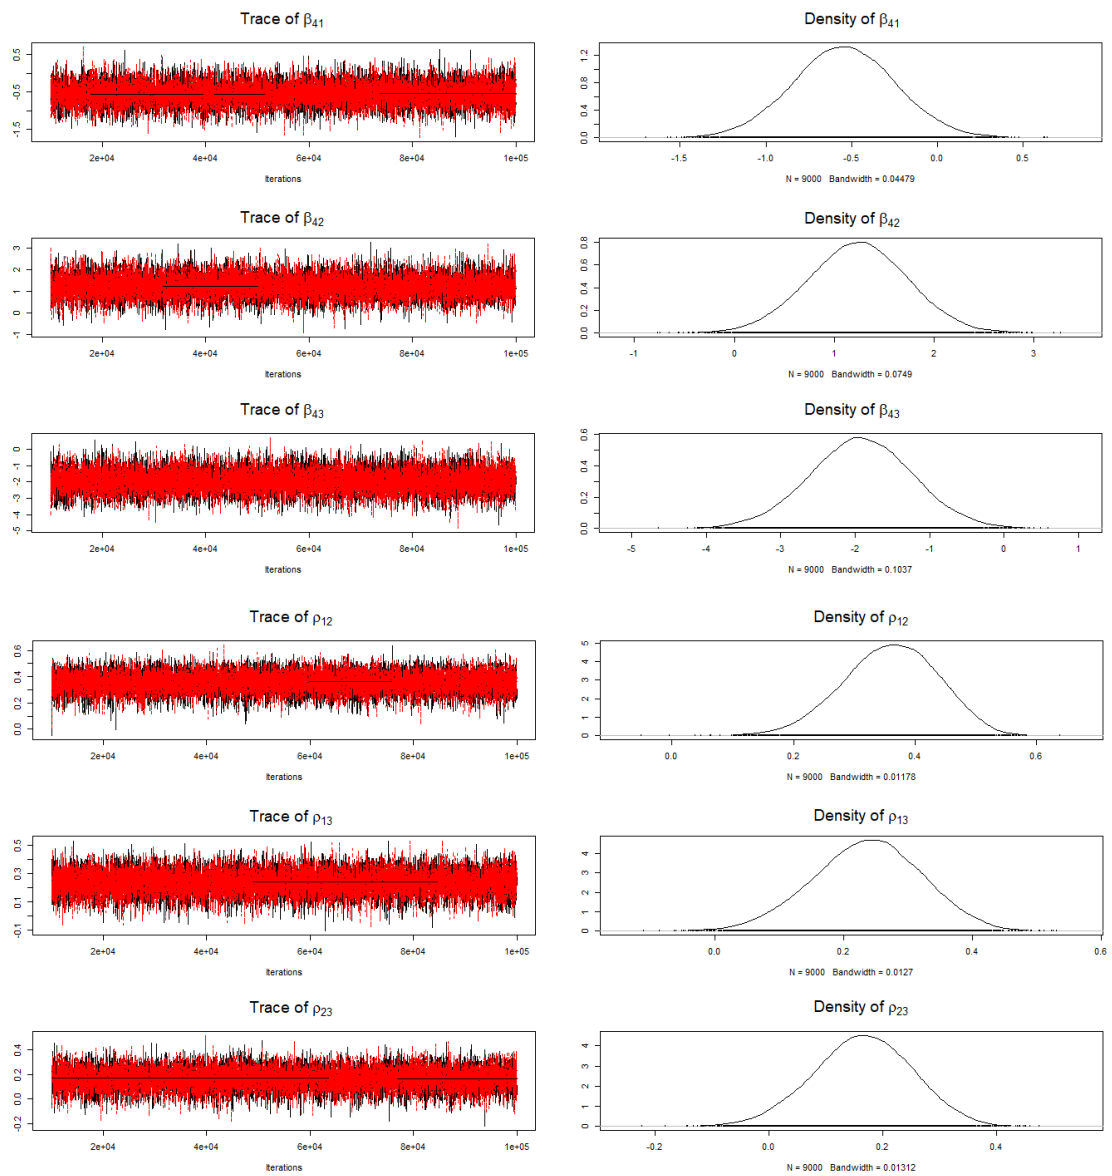 Trace of β41
0.5
-0.5
-1.5
2e+04 4e+04 6e+04 8e+04 1e+05
Iterations
Density of β41
1.2
0.8
0.4
0.0
-1.5 -1.0 -0.5 0.0 0.5
N = 9000 Bandwidth = 0.04479
Trace of β42
3
2
1
0
-1
2e+04 4e+04 6e+04 8e+04 1e+05
Iterations
Density of β42
0.8
0.6
0.4
0.2
0.0
-1 0 1 2 3
N = 9000 Bandwidth = 0.0749
Trace of β43
0
-1
-2
-3
-4
-5
2e+04 4e+04 6e+04 8e+04 1e+05
Iterations
Density of β43
0.6
0.4
0.2
0.0
-5 -4 -3 -2 -1 0 1
N = 9000 Bandwidth = 0.1037
Trace of ρ12
0.6
0.4
0.2
0.0
2e+04 4e+04 6e+04 8e+04 1e+05
Iterations
Density of ρ12
5
4
3
2
1
0
0.0 0.2 0.4 0.6
N = 9000 Bandwidth = 0.01178
Trace of ρ13
0.5
0.3
0.1
-0.1
2e+04 4e+04 6e+04 8e+04 1e+05
Iterations
Density of ρ13
4
3
2
1
0
0.0 0.2 0.4 0.6
N = 9000 Bandwidth = 0.0127
Trace of ρ23
0.4
0.2
0.0
-0.2
2e+04 4e+04 6e+04 8e+04 1e+05
Iterations
Density of ρ23
4
3
2
1
0
-0.2 0.0 0.2 0.4
N = 9000 Bandwidth = 0.01312